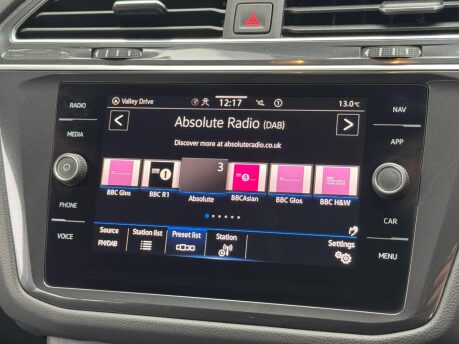 RADIO
MEDIA
PHONE
VOICE
NAV
APP
CAR
MENU
Valley Drive
12:17
13.0°C
< Absolute Radio (DAB) >
Discover more at absoluteradio.co.uk
1
3
BBC Glos
BBC R1
Absolute
BBCAsian
BBC Glos
BBC H&W
Source
FM/DAB
Station list
Preset list
Station
Settings